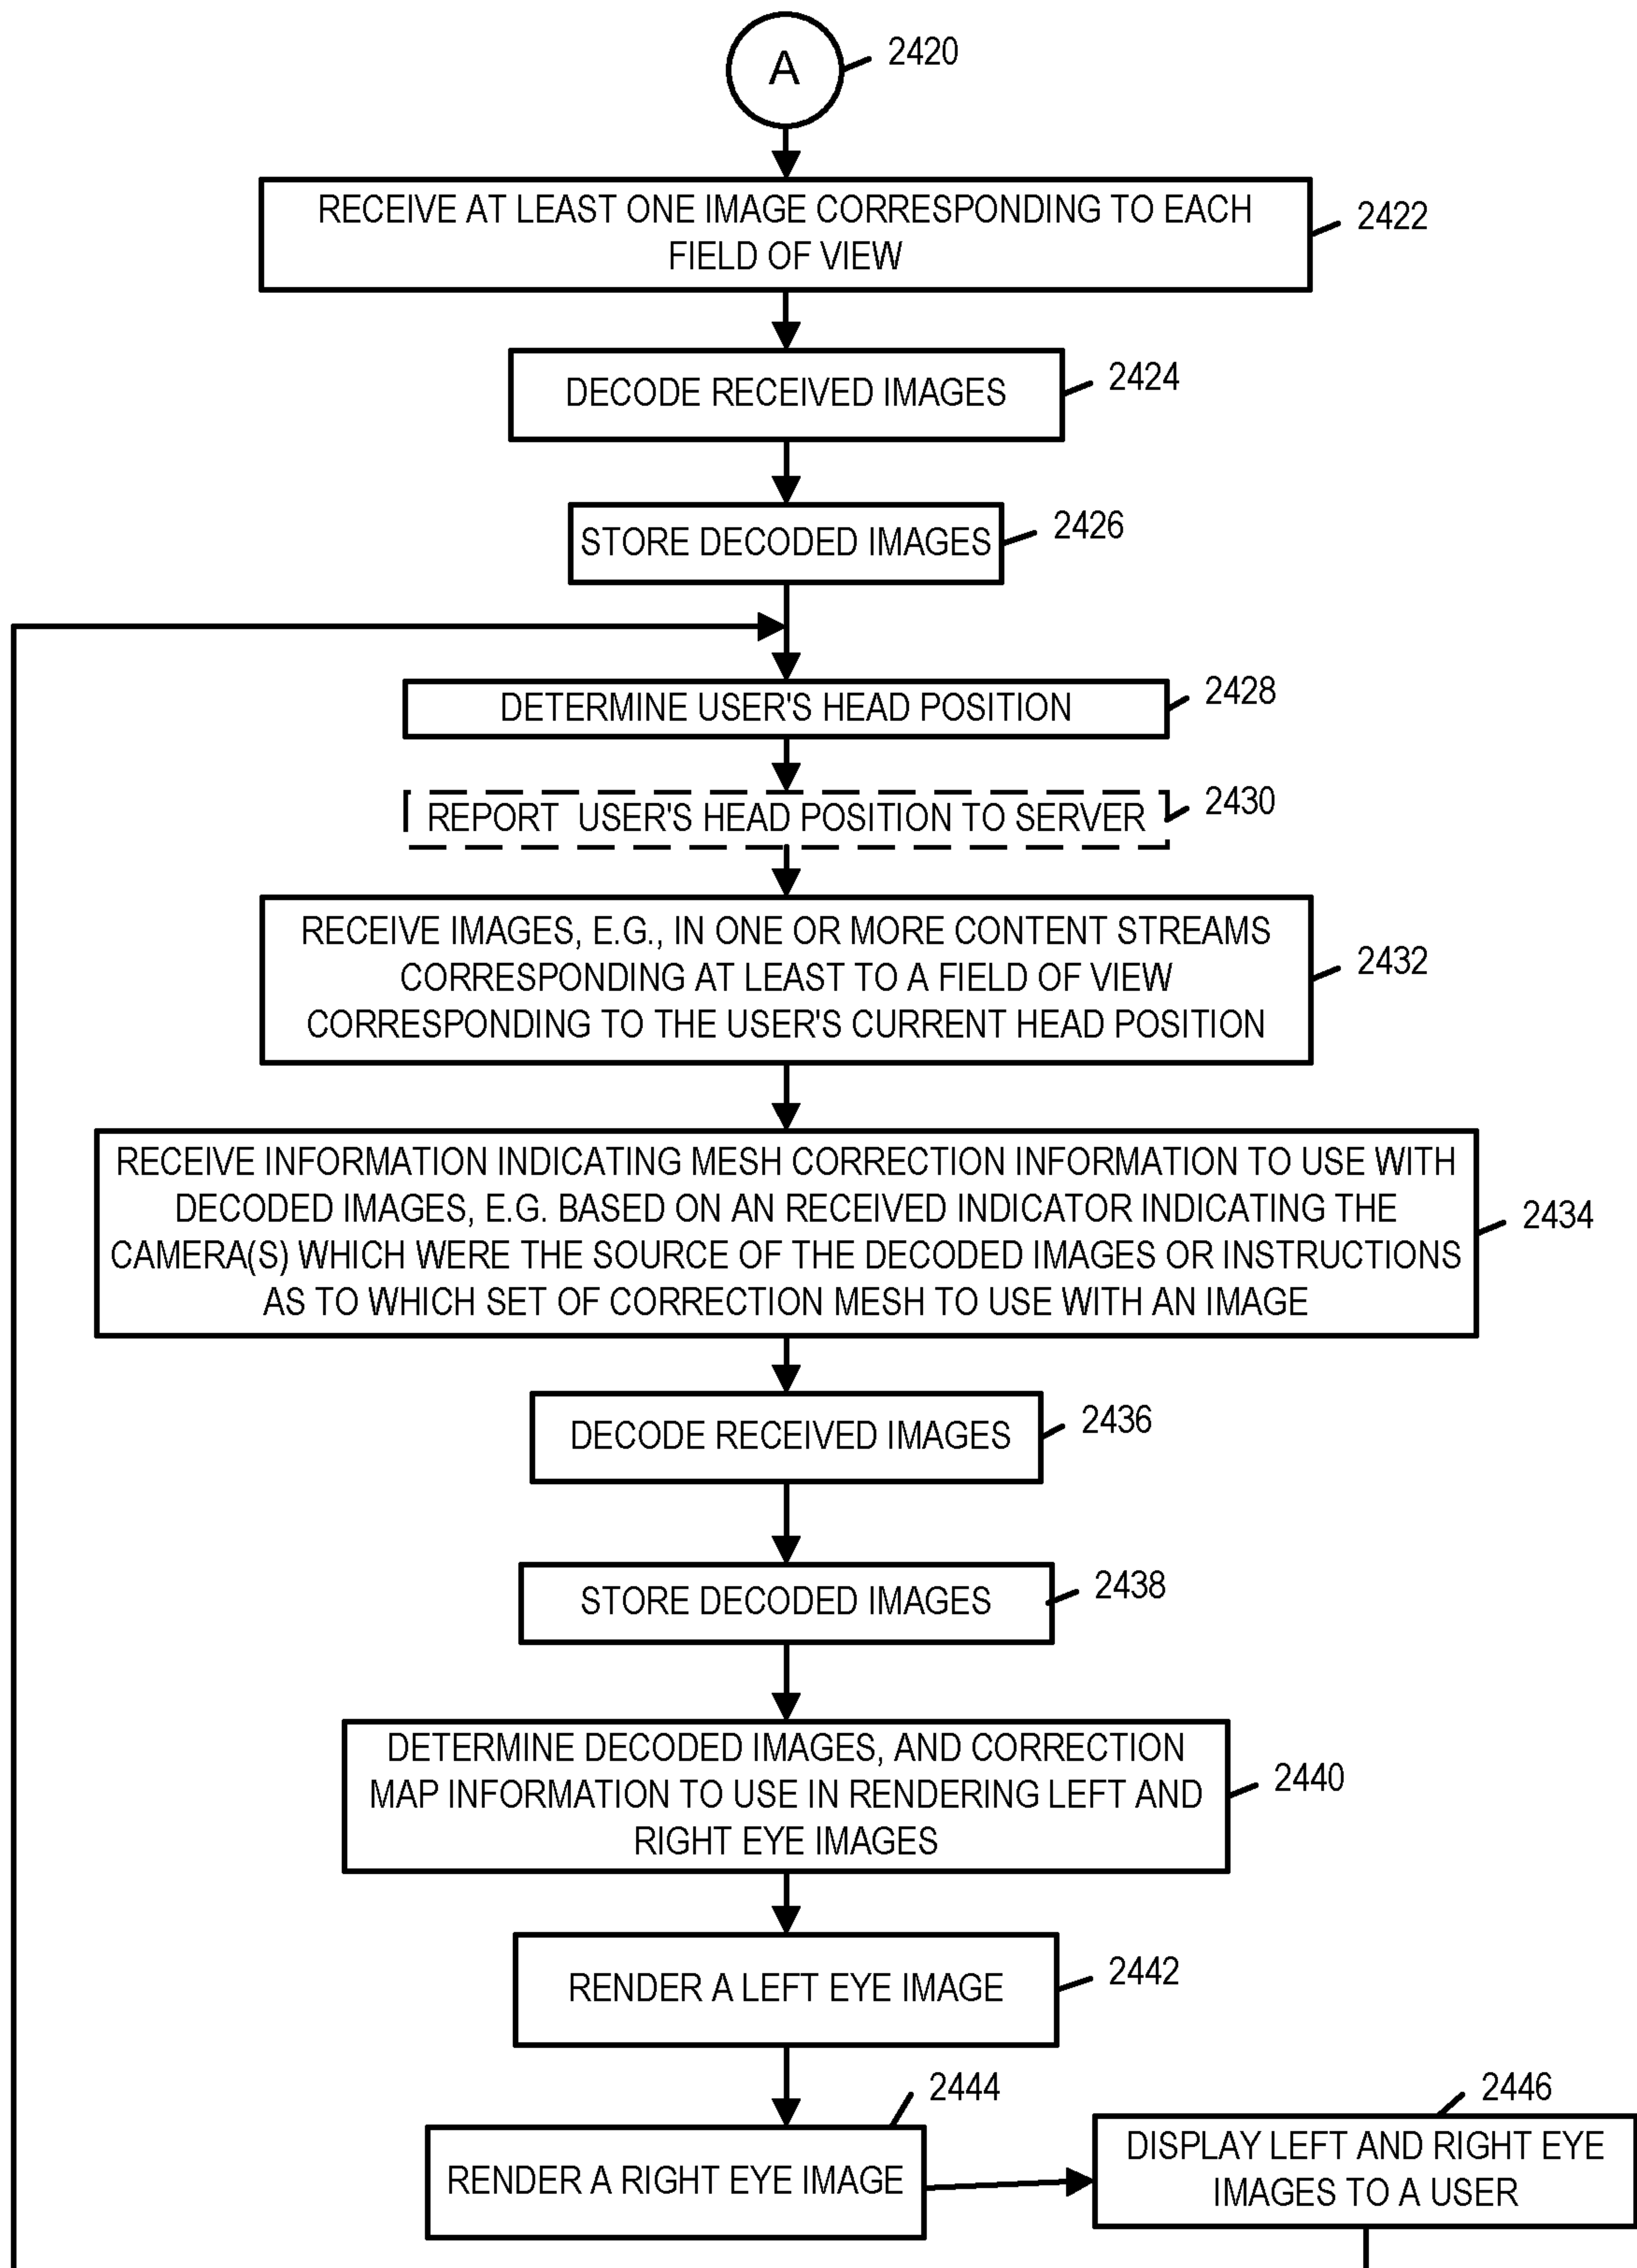 A
2420
RECEIVE AT LEAST ONE IMAGE CORRESPONDING TO EACH
FIELD OF VIEW
2422
DECODE RECEIVED IMAGES
2424
STORE DECODED IMAGES
2426
DETERMINE USER'S HEAD POSITION
2428
REPORT USER'S HEAD POSITION TO SERVER
2430
RECEIVE IMAGES, E.G., IN ONE OR MORE CONTENT STREAMS
CORRESPONDING AT LEAST TO A FIELD OF VIEW
CORRESPONDING TO THE USER'S CURRENT HEAD POSITION
2432
RECEIVE INFORMATION INDICATING MESH CORRECTION INFORMATION TO USE WITH
DECODED IMAGES, E.G. BASED ON AN RECEIVED INDICATOR INDICATING THE
CAMERA(S) WHICH WERE THE SOURCE OF THE DECODED IMAGES OR INSTRUCTIONS
AS TO WHICH SET OF CORRECTION MESH TO USE WITH AN IMAGE
2434
DECODE RECEIVED IMAGES
2436
STORE DECODED IMAGES
2438
DETERMINE DECODED IMAGES, AND CORRECTION
MAP INFORMATION TO USE IN RENDERING LEFT AND
RIGHT EYE IMAGES
2440
RENDER A LEFT EYE IMAGE
2442
RENDER A RIGHT EYE IMAGE
2444
DISPLAY LEFT AND RIGHT EYE
IMAGES TO A USER
2446